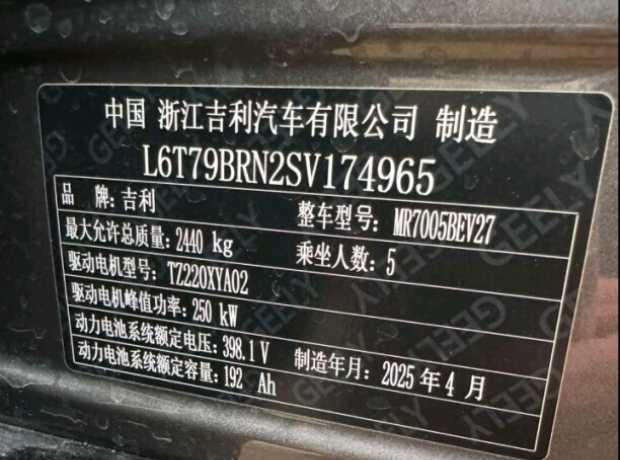 中国 浙江吉利汽车有限公司 制造
L6T79BRN2SV174965
品 牌: 吉利
整车型号: MR7005BEV27
最大允许总质量: 2440 kg
乘坐人数: 5
驱动电机型号: TZ220XYA02
驱动电机峰值功率: 250 kW
动力电池系统额定电压: 398.1 V
制造年月: 2025 年 4 月
动力电池系统额定容量: 192 Ah
GEELY